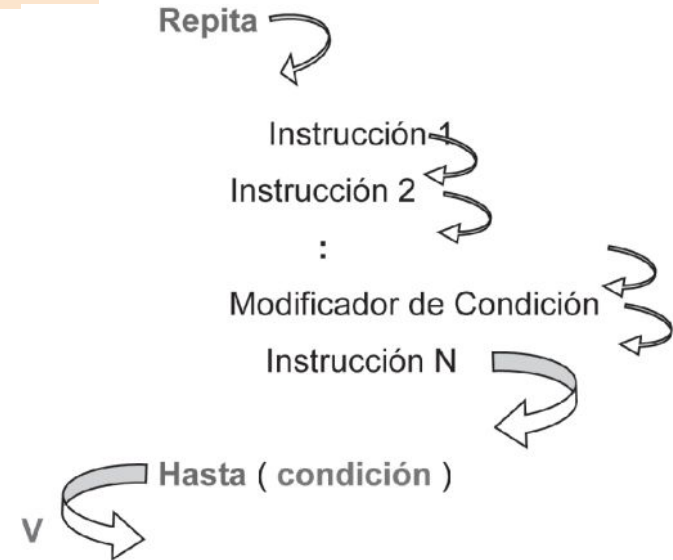 Repita
Instrucción 1
Instrucción 2
:
Modificador de Condición
Instrucción N
Hasta ( condición )
V